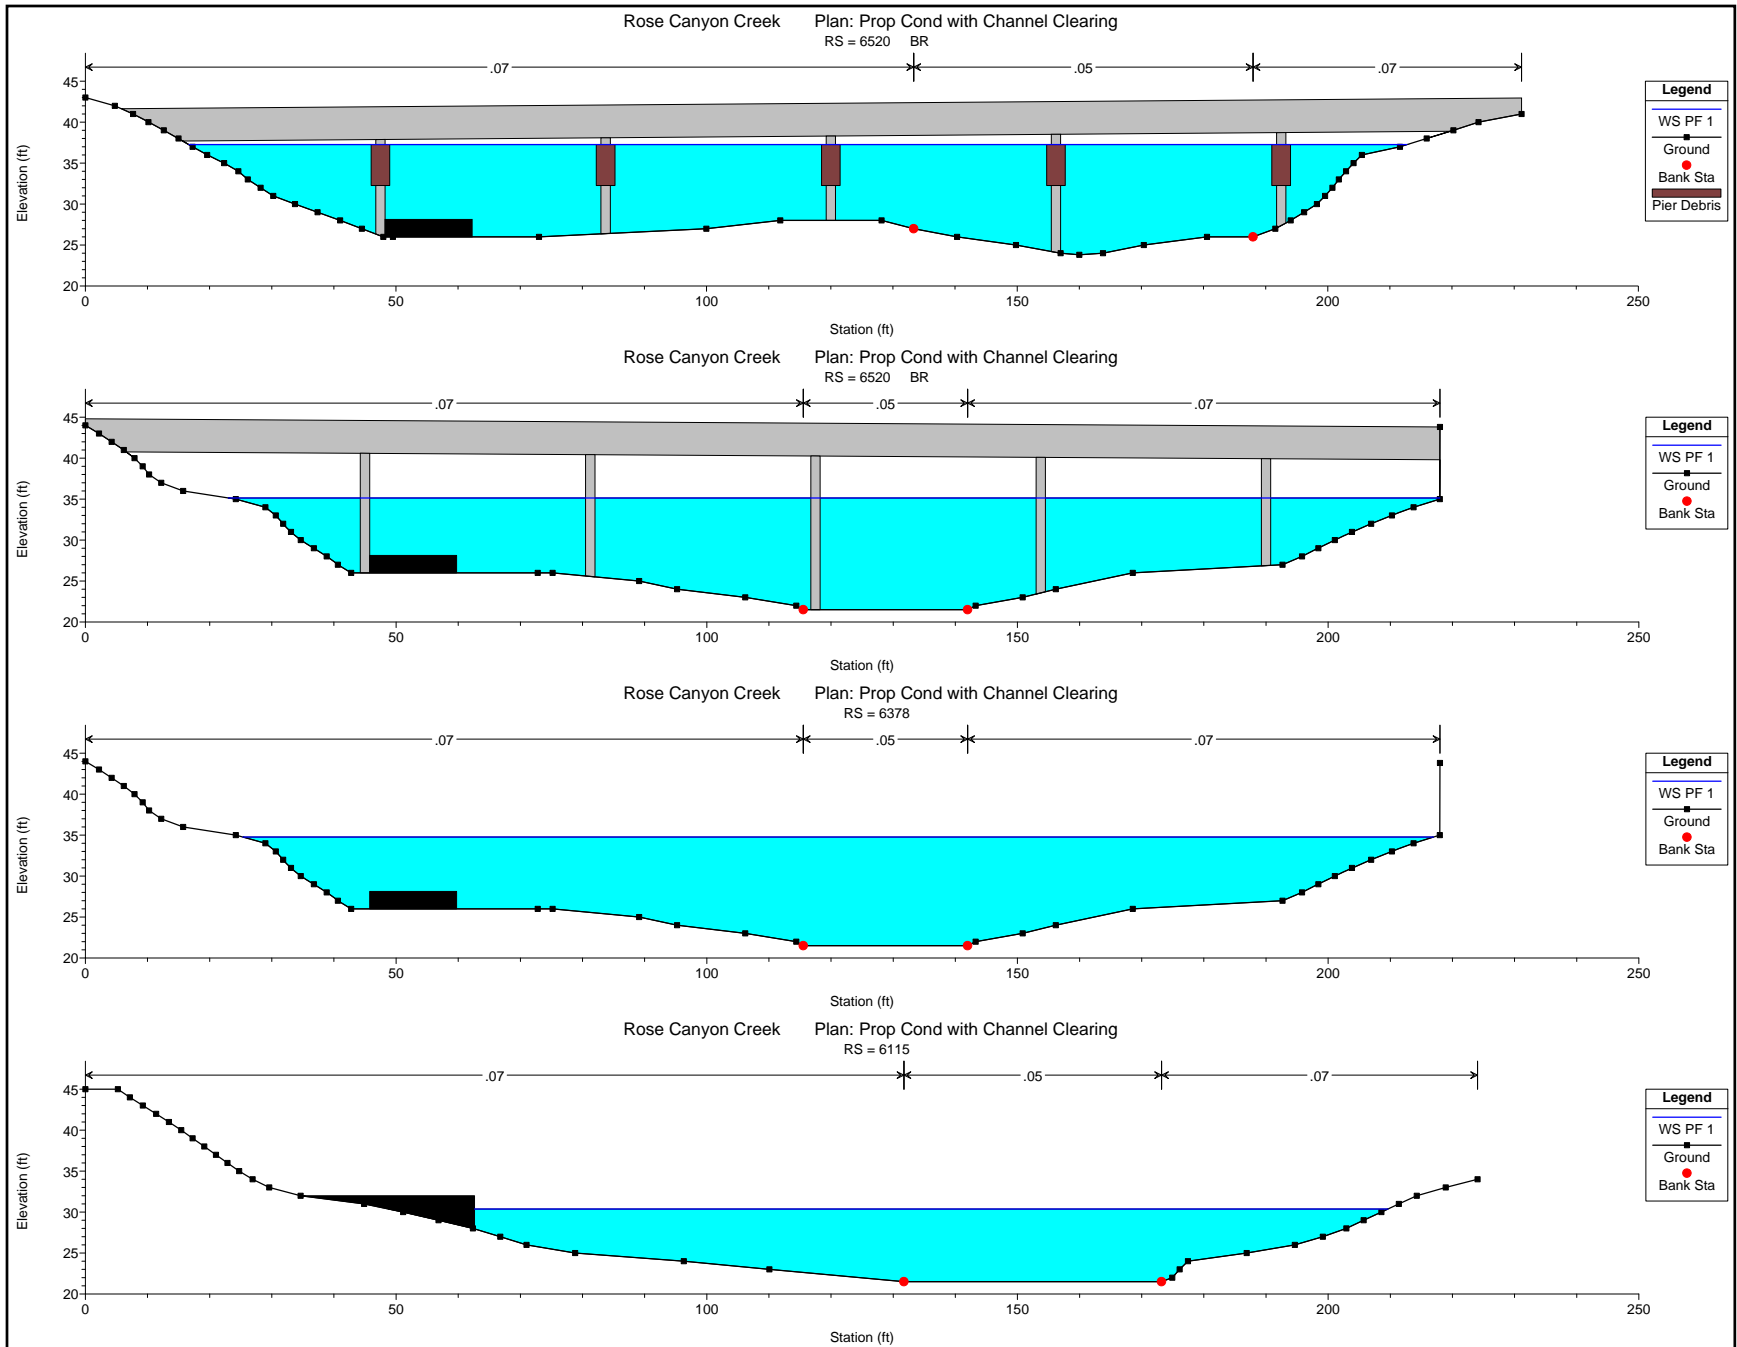 Rose Canyon Creek Plan: Prop Cond with Channel Clearing
RS = 6520 BR
.07 .05 .07
45
40
35
30
25
20
Elevation (ft)
0 50 100 150 200 250
Station (ft)
Legend
WS PF 1
Ground
Bank Sta
Pier Debris
Rose Canyon Creek Plan: Prop Cond with Channel Clearing
RS = 6520 BR
.07 .05 .07
45
40
35
30
25
20
Elevation (ft)
0 50 100 150 200 250
Station (ft)
Legend
WS PF 1
Ground
Bank Sta
Rose Canyon Creek Plan: Prop Cond with Channel Clearing
RS = 6378
.07 .05 .07
45
40
35
30
25
20
Elevation (ft)
0 50 100 150 200 250
Station (ft)
Legend
WS PF 1
Ground
Bank Sta
Rose Canyon Creek Plan: Prop Cond with Channel Clearing
RS = 6115
.07 .05 .07
45
40
35
30
25
20
Elevation (ft)
0 50 100 150 200 250
Station (ft)
Legend
WS PF 1
Ground
Bank Sta